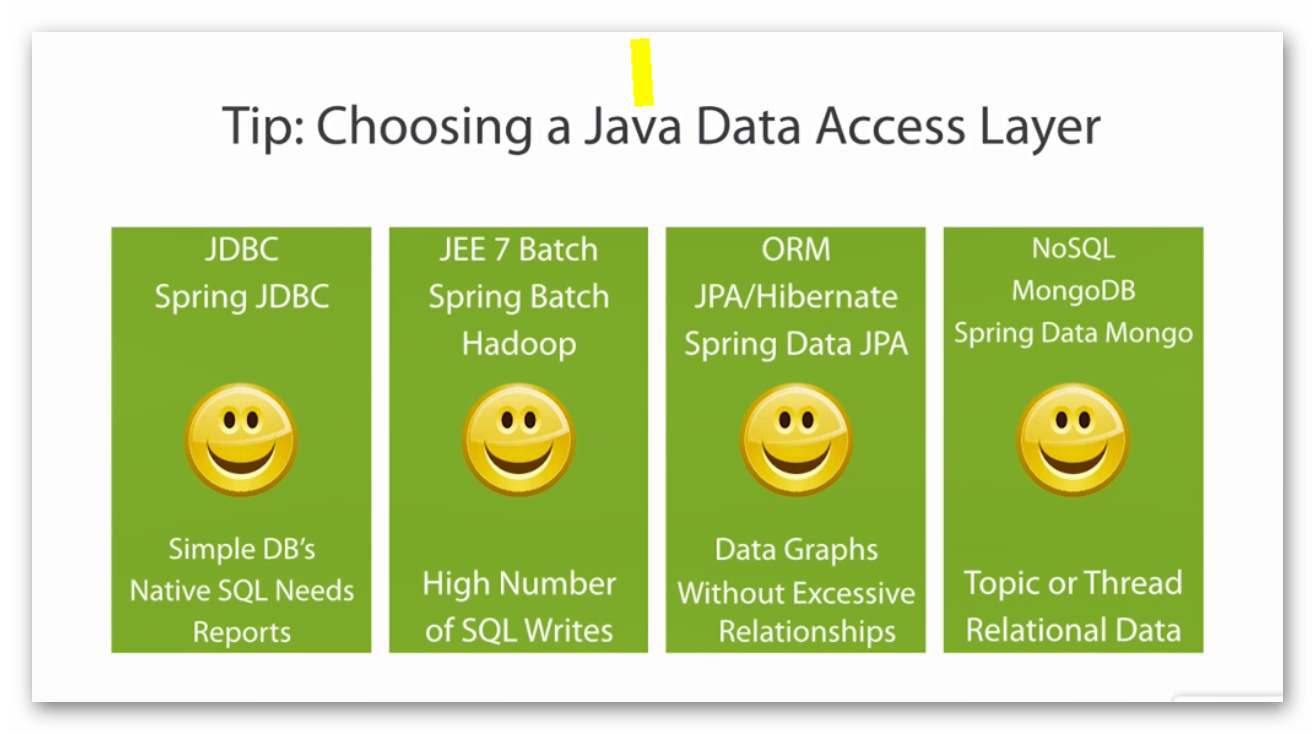 Tip: Choosing a Java Data Access Layer
JDBC
Spring JDBC
Simple DB’s
Native SQL Needs
Reports
JEE 7 Batch
Spring Batch
Hadoop
High Number
of SQL Writes
ORM
JPA/Hibernate
Spring Data JPA
Data Graphs
Without Excessive
Relationships
NoSQL
MongoDB
Spring Data Mongo
Topic or Thread
Relational Data